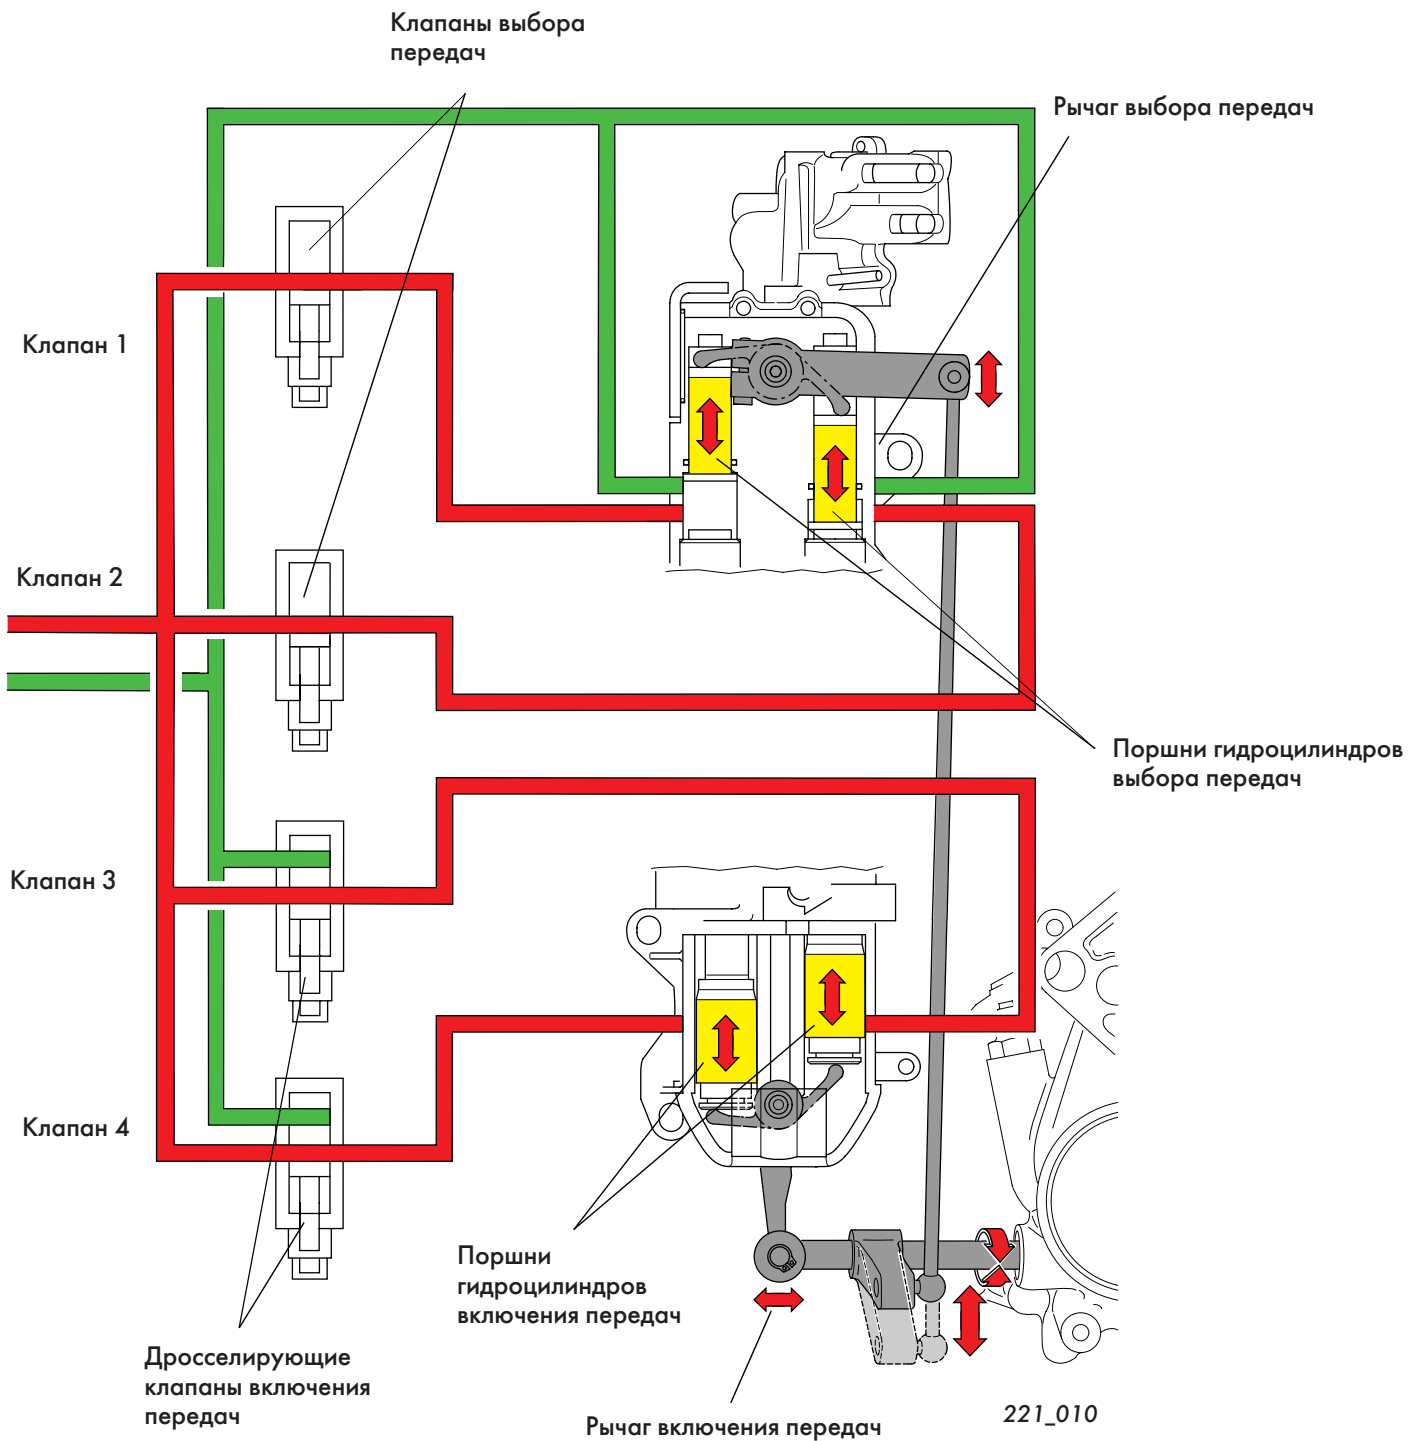 Клапаны выбора
передач
Рычаг выбора передач
Клапан 1
Клапан 2
Поршни гидроцилиндров
выбора передач
Клапан 3
Клапан 4
Поршни
гидроцилиндров
включения передач
Дросселирующие
клапаны включения
передач
Рычаг включения передач
221_010